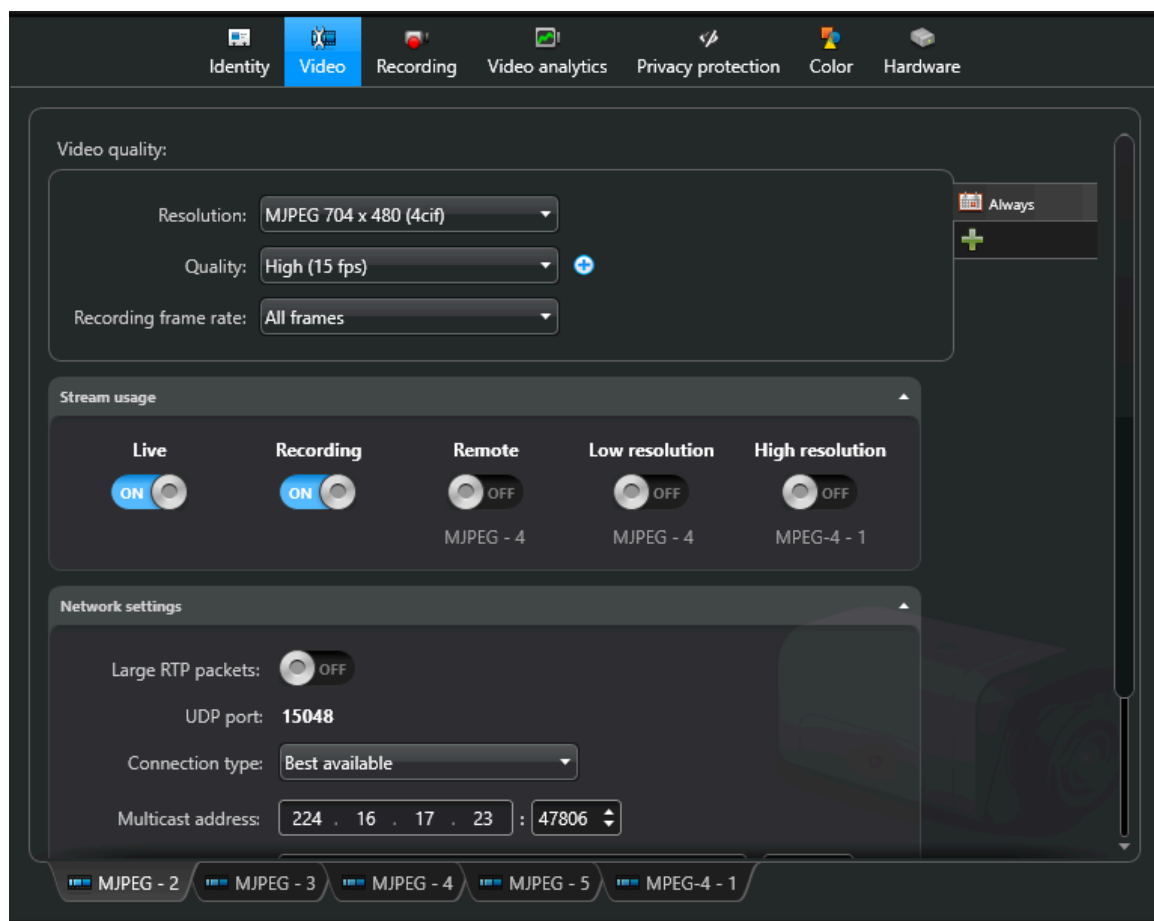 Identity Video Recording Video analytics Privacy protection Color Hardware
Video quality:
Always
Resolution: MJPEG 704 x 480 (4cif)
Quality: High (15 fps)
Recording frame rate: All frames
Stream usage
Live Recording Remote Low resolution High resolution
ON ON OFF OFF OFF
MJPEG - 4 MJPEG - 4 MPEG-4 - 1
Network settings
Large RTP packets: OFF
UDP port: 15048
Connection type: Best available
Multicast address: 224 . 16 . 17 . 23 : 47806
MJPEG - 2 MJPEG - 3 MJPEG - 4 MJPEG - 5 MPEG-4 - 1